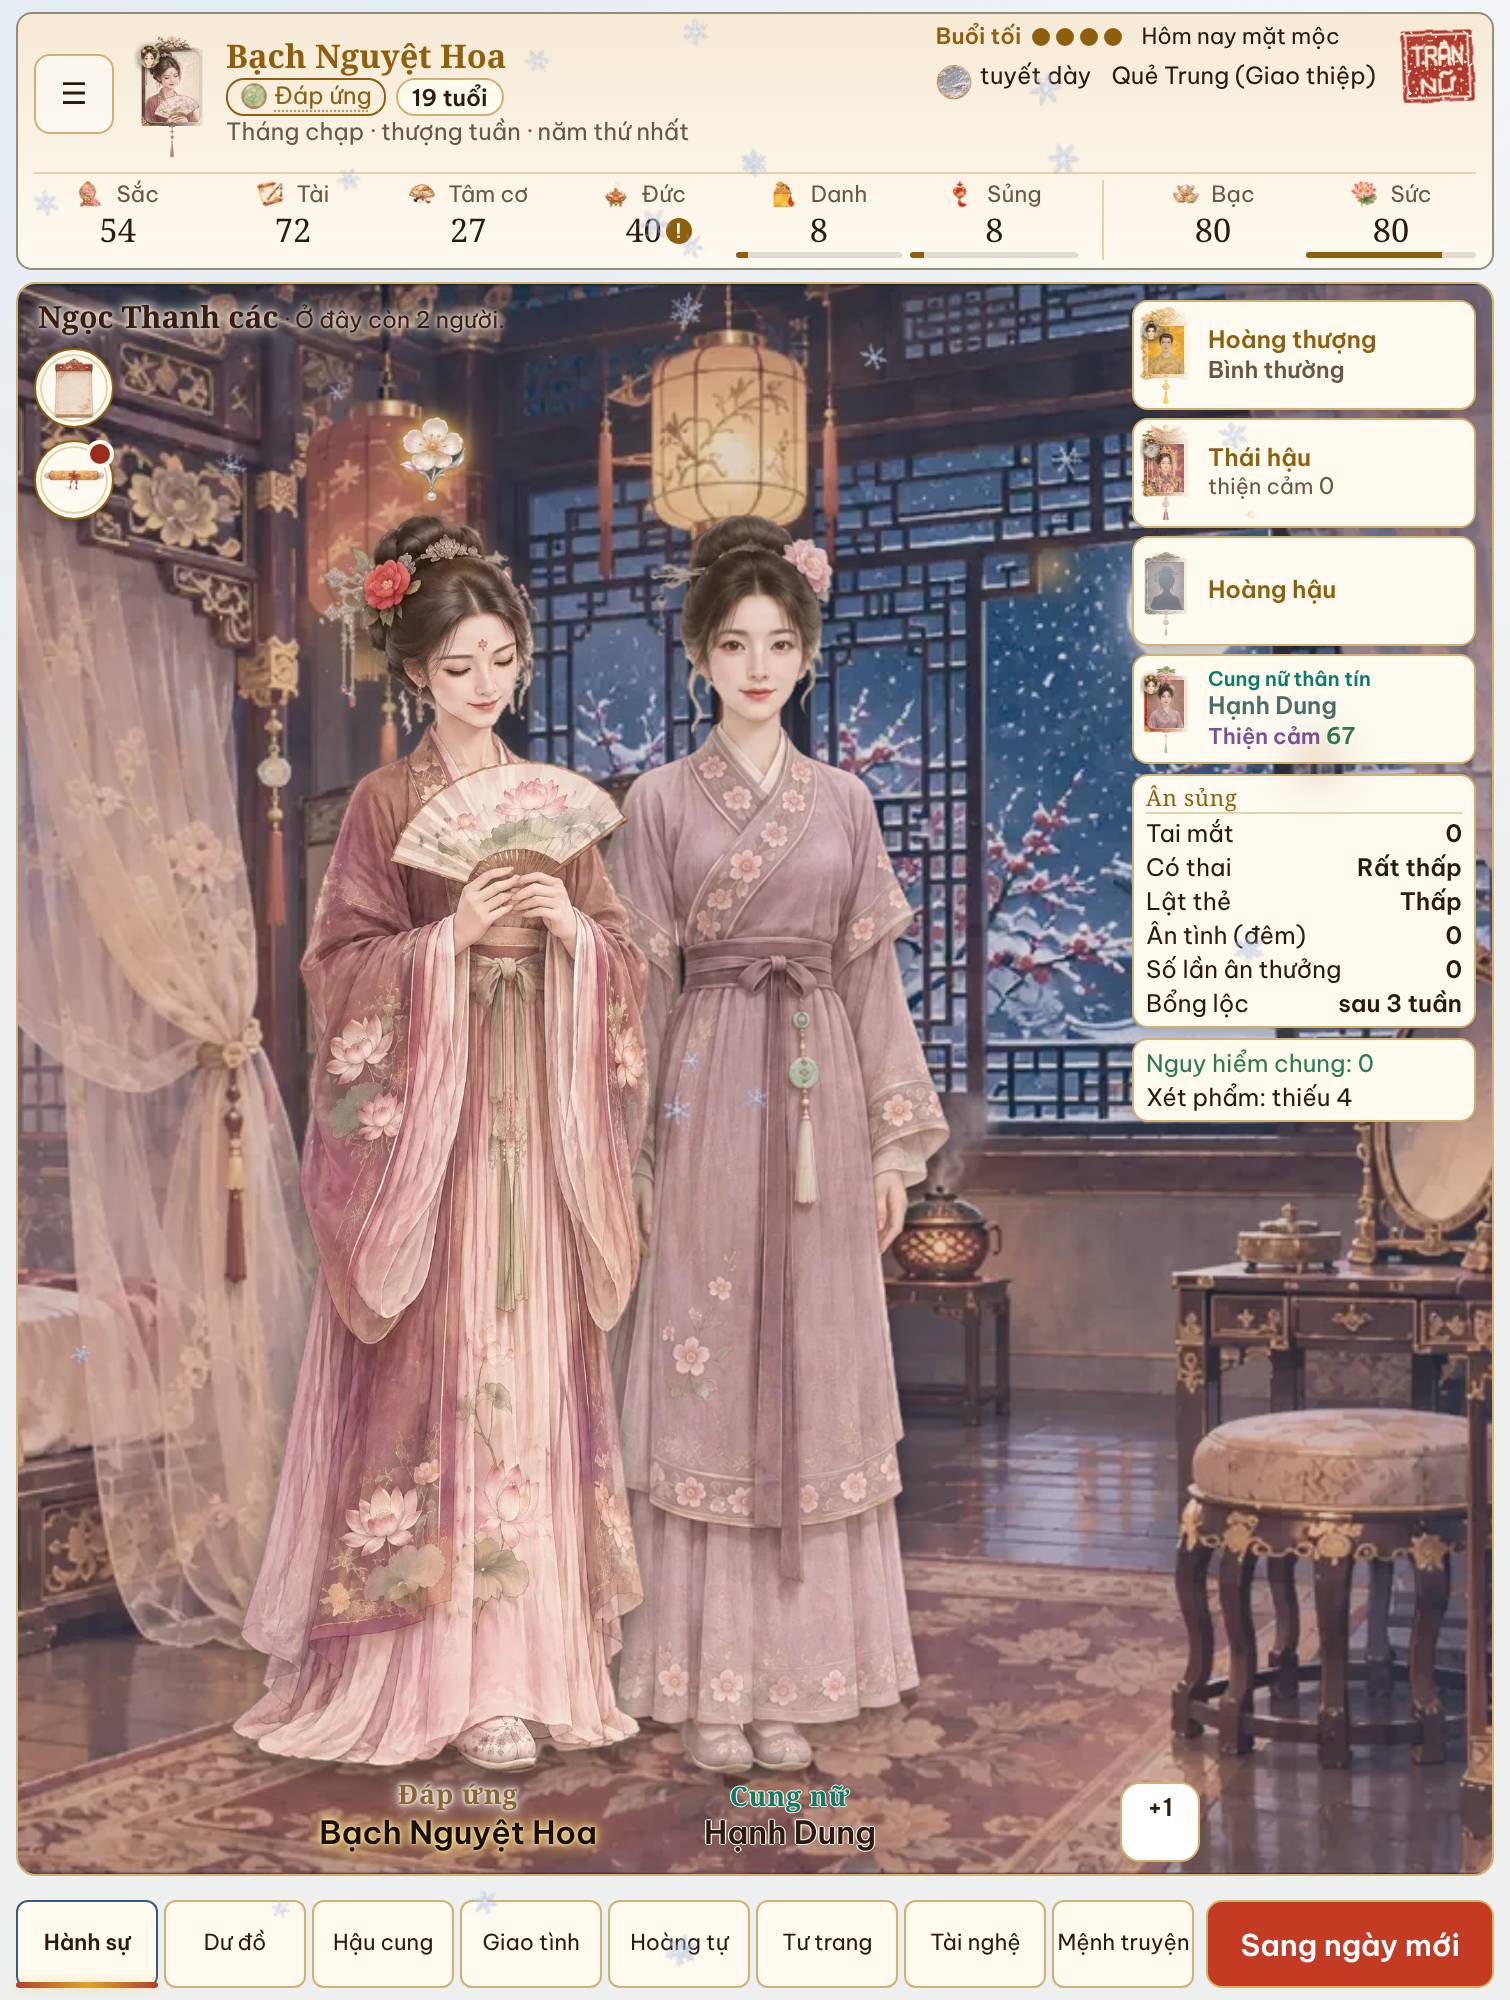 Bạch Nguyệt Hoa
Đáp ứng
19 tuổi
Tháng chạp · thượng tuần · năm thứ nhất
Buổi tối
Hôm nay mặt mộc
tuyết dày
Quẻ Trung (Giao thiệp)
TRÂN
NỮ
Sắc
54
Tài
72
Tâm cơ
27
Đức
40 !
Danh
8
Sủng
8
Bạc
80
Sức
80
Ngọc Thanh các · Ở đây còn 2 người.
Hoàng thượng
Bình thường
Thái hậu
thiện cảm 0
Hoàng hậu
Cung nữ thân tín
Hạnh Dung
Thiện cảm 67
Ân sủng
Tai mắt 0
Có thai Rất thấp
Lật thẻ Thấp
Ân tình (đêm) 0
Số lần ân thưởng 0
Bổng lộc sau 3 tuần
Nguy hiểm chung: 0
Xét phẩm: thiếu 4
Đáp ứng
Bạch Nguyệt Hoa
Cung nữ
Hạnh Dung
+1
Hành sự
Dư đồ
Hậu cung
Giao tình
Hoàng tự
Tư trang
Tài nghệ
Mệnh truyện
Sang ngày mới